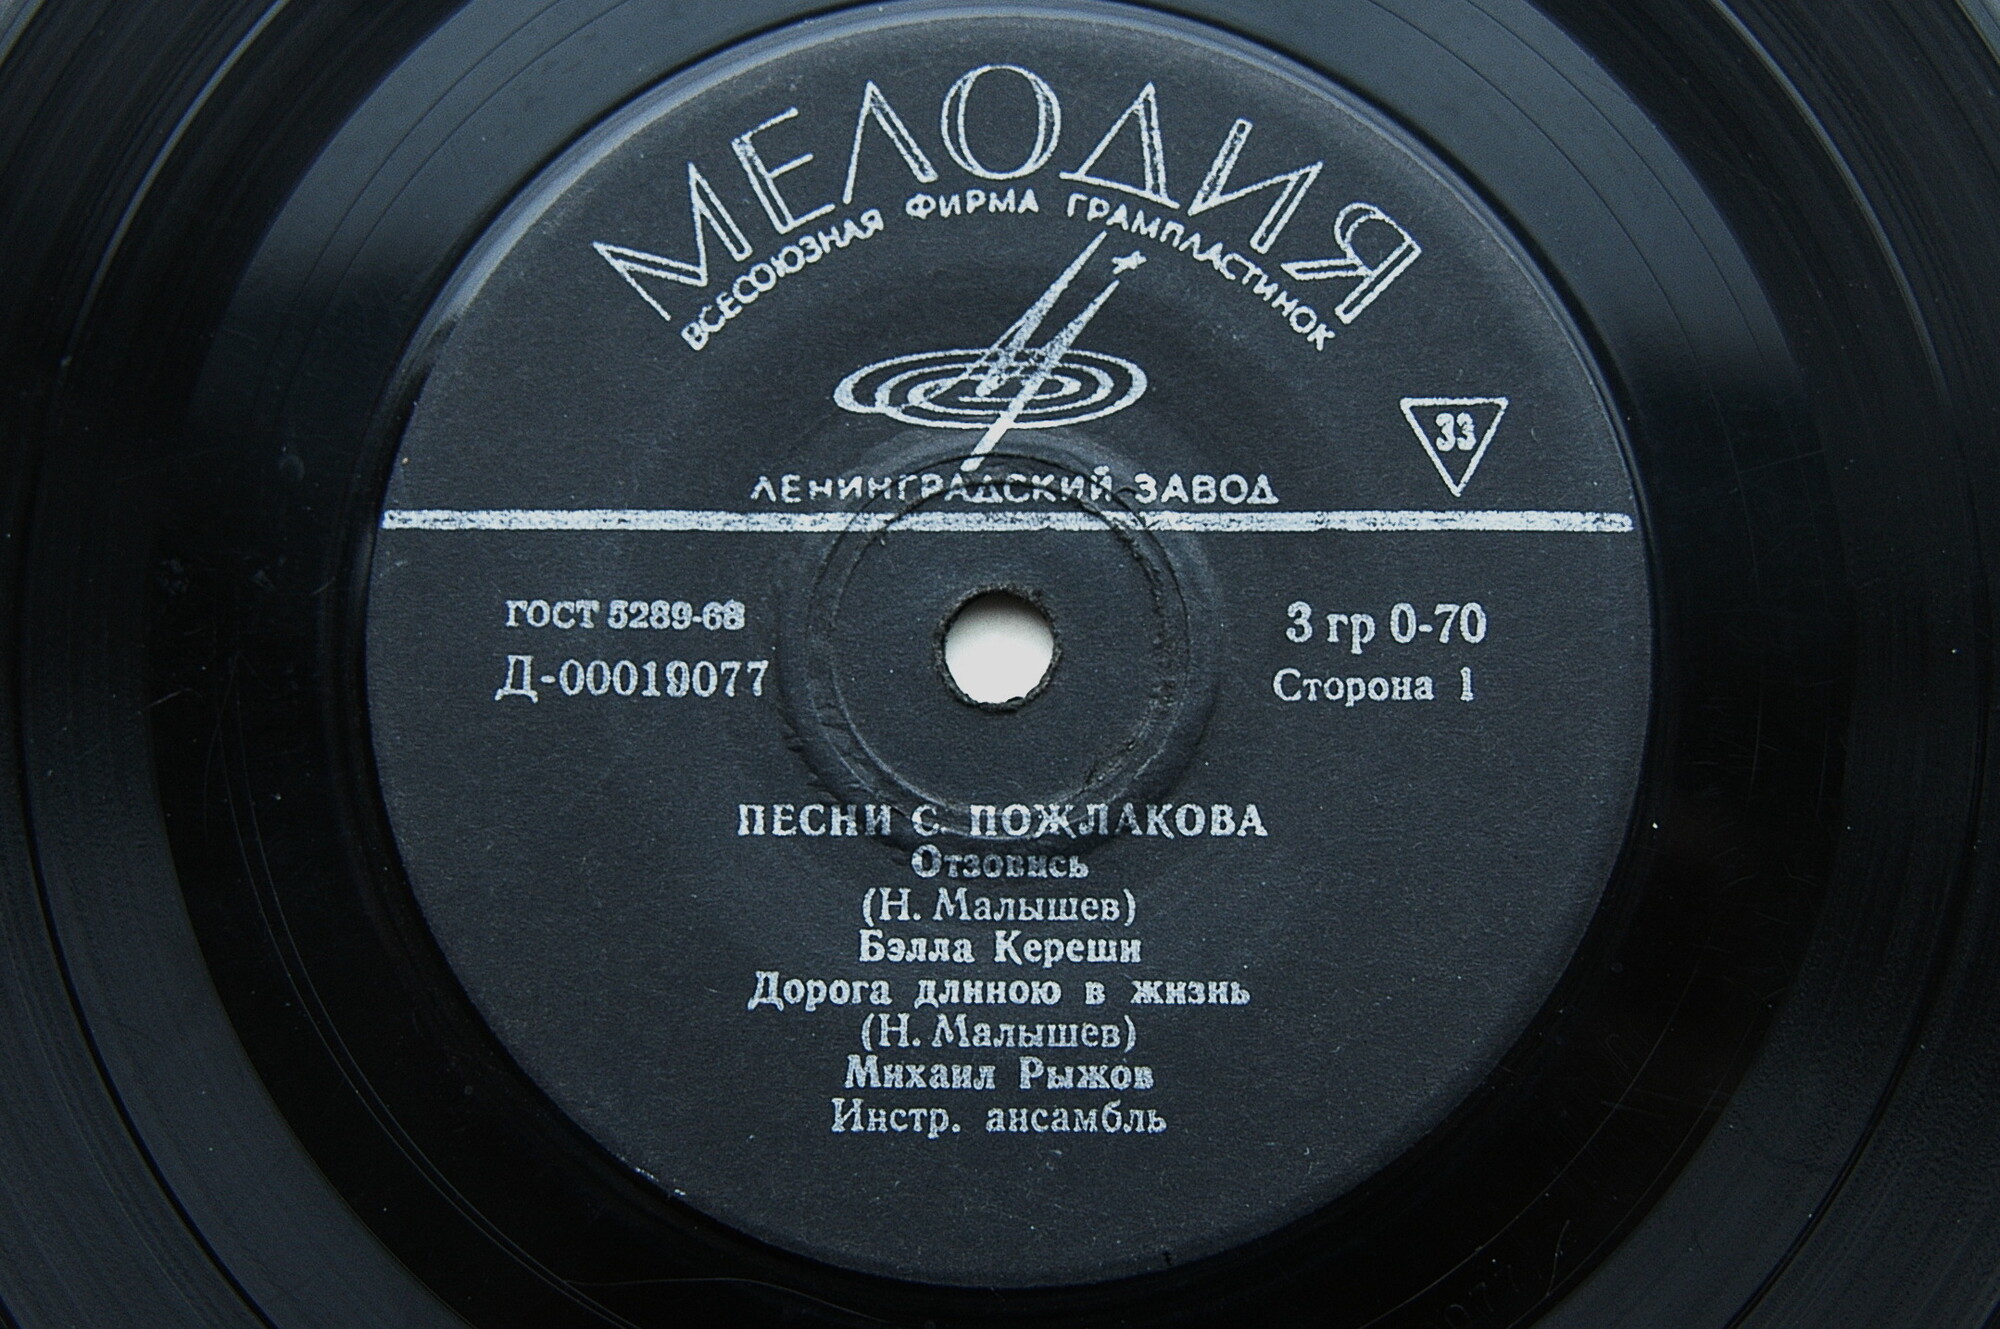 МЕЛОДИЯ
ВСЕСОЮЗНАЯ ФИРМА ГРАМПЛАСТИНОК
33
ЛЕНИНГРАДСКИЙ ЗАВОД
ГОСТ 5289-68
3 гр 0-70
Д-00019077
Сторона 1
ПЕСНИ С. ПОЖЛАКОВА
Отзовись
(Н. Малышев)
Бэлла Кереши
Дорога длиною в жизнь
(Н. Малышев)
Михаил Рыжов
Инстр. ансамбль